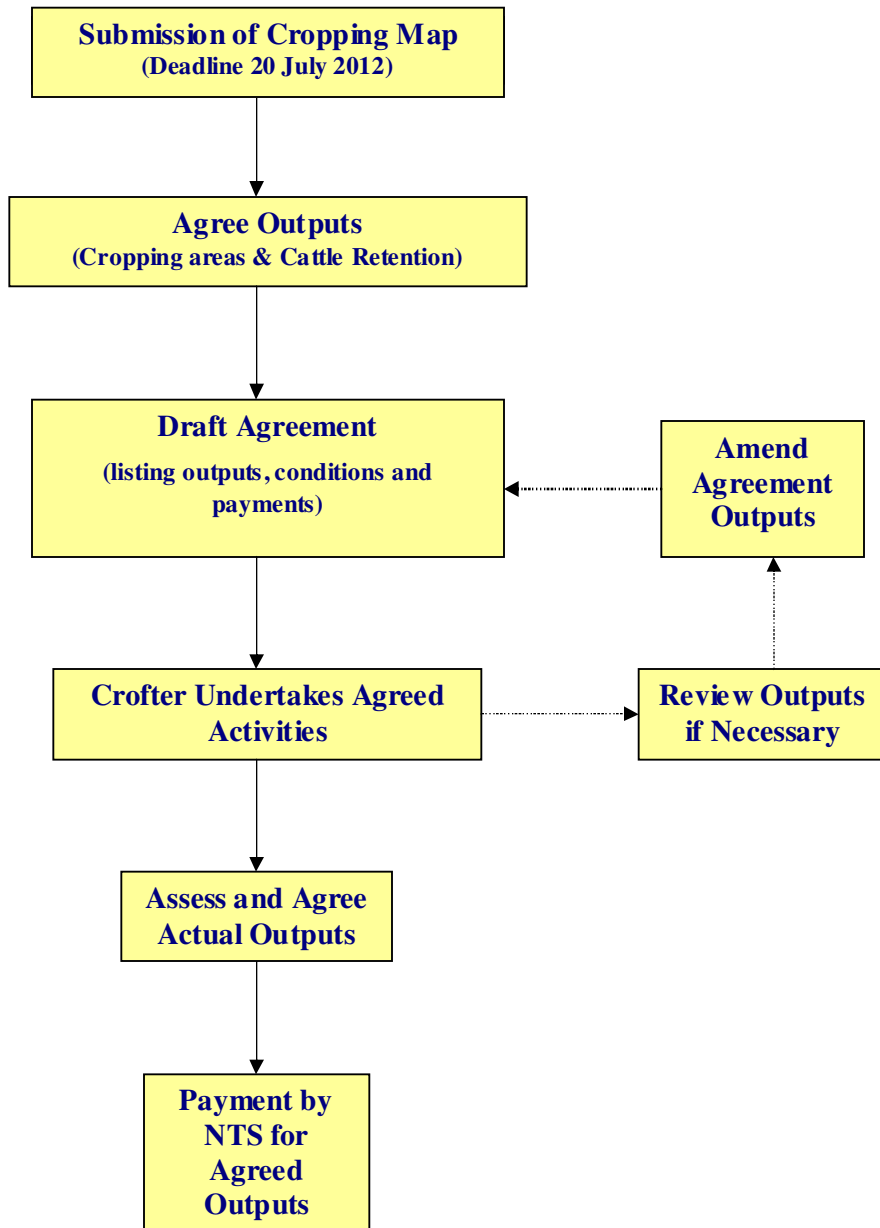 Submission of Cropping Map
(Deadline 20 July 2012)
Agree Outputs
(Cropping areas & Cattle Retention)
Draft Agreement
(listing outputs, conditions and
payments)
Amend
Agreement
Outputs
Crofter Undertakes Agreed
Activities
Review Outputs
if Necessary
Assess and Agree
Actual Outputs
Payment by
NTS for
Agreed
Outputs